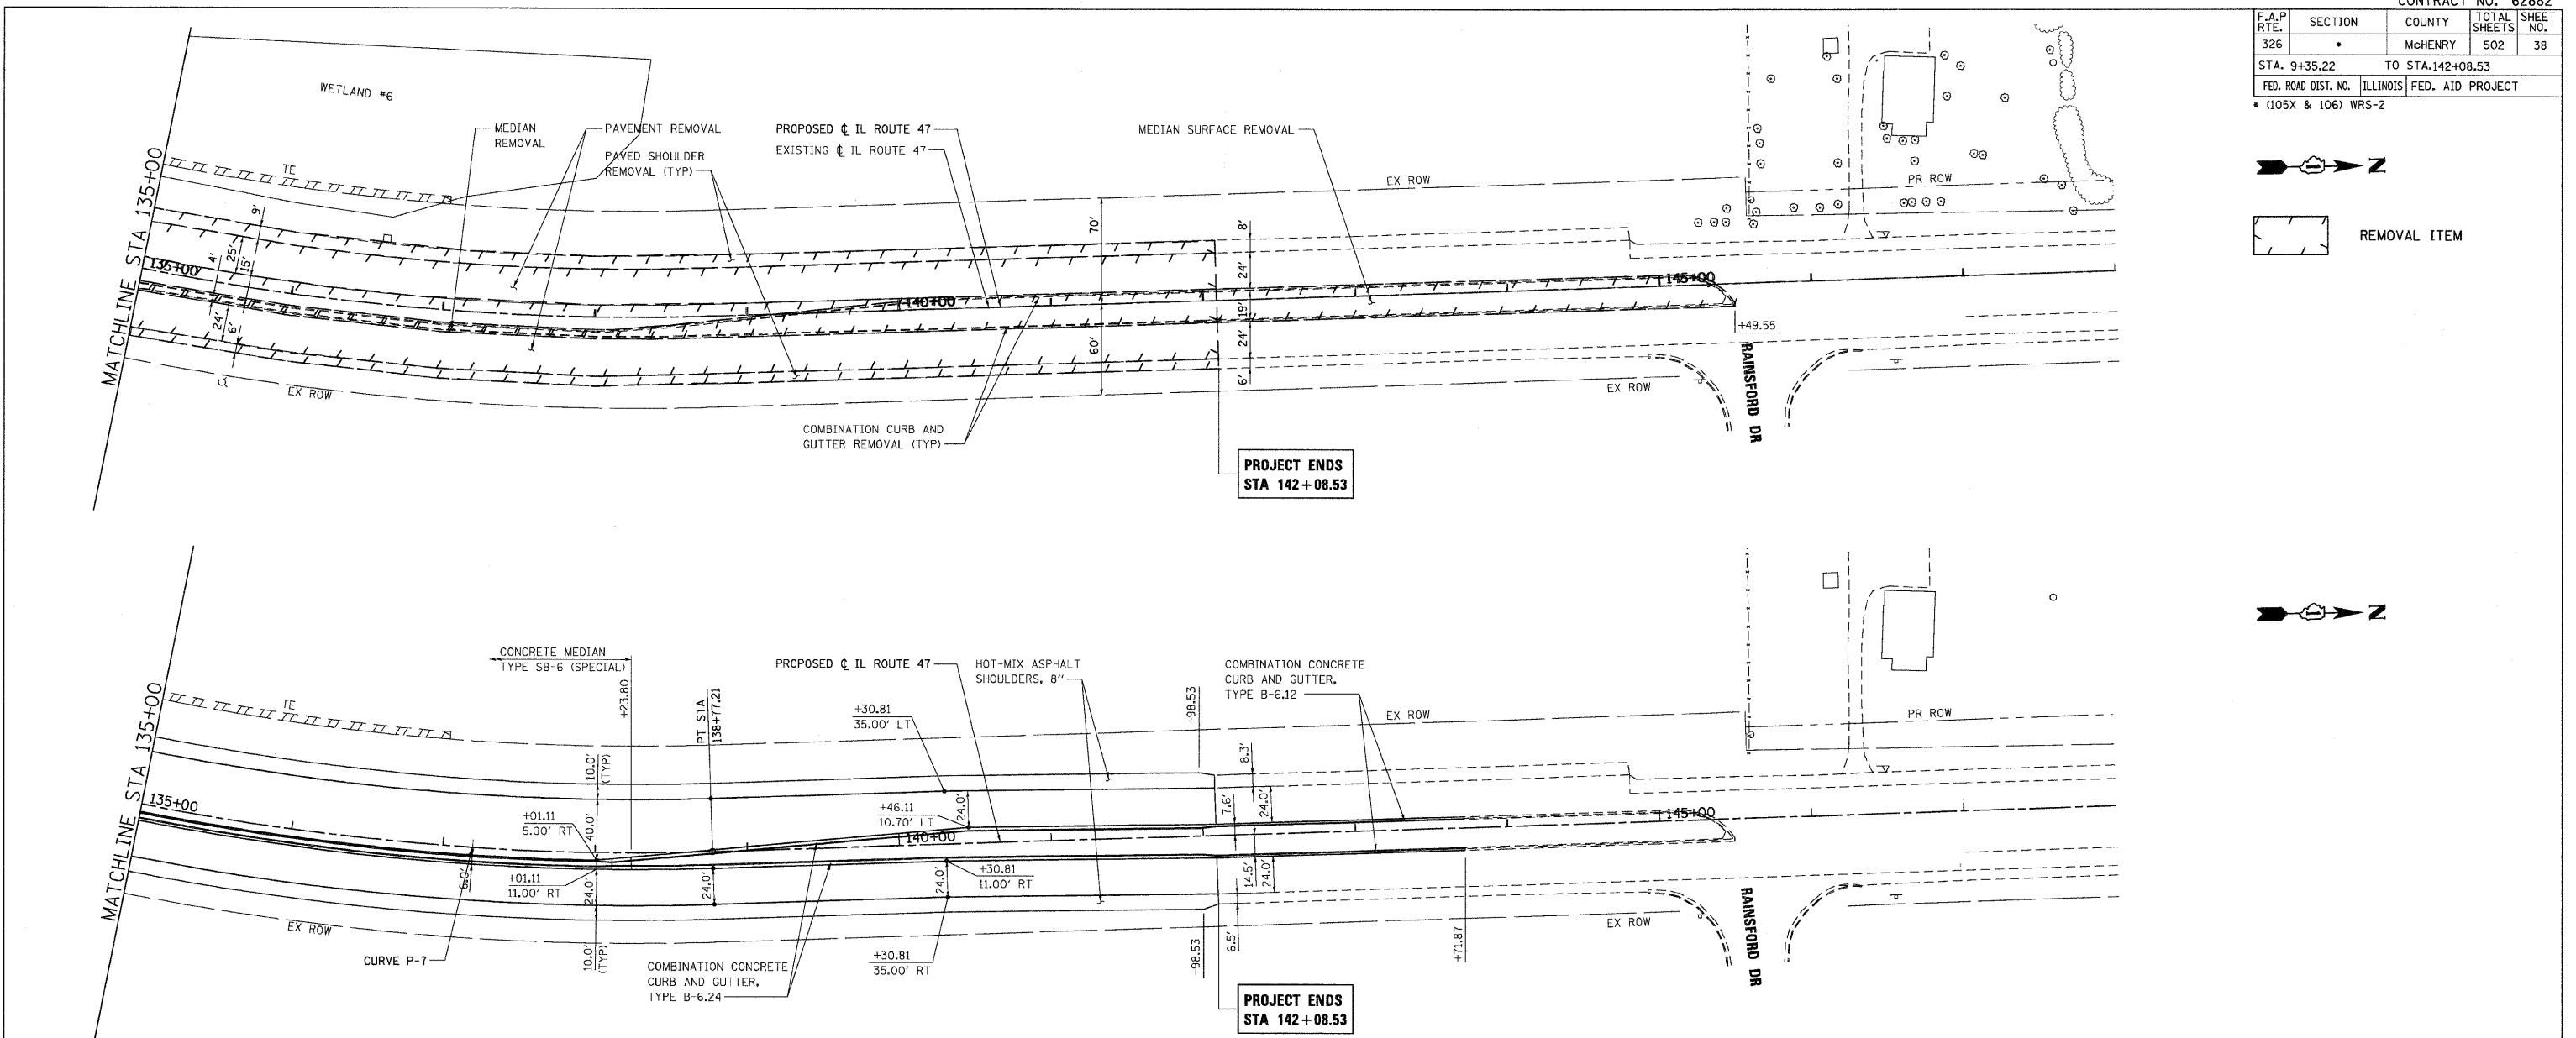 CONTRACT NO. 62882
F.A.P RTE. SECTION COUNTY TOTAL SHEETS SHEET NO.
326 * McHENRY 502 38
STA. 9+35.22 TO STA.142+08.53
FED. ROAD DIST. NO. ILLINOIS FED. AID PROJECT
* (105X & 106) WRS-2
N
REMOVAL ITEM
WETLAND #6
MEDIAN
REMOVAL
PAVEMENT REMOVAL
PAVED SHOULDER
REMOVAL (TYP)
PROPOSED ℄ IL ROUTE 47
EXISTING ℄ IL ROUTE 47
MEDIAN SURFACE REMOVAL
MATCHLINE STA 135+00
TE
EX ROW
PR ROW
9'
4'
25'
15'
24'
6'
135+00
140+00
145+00
70'
60'
8'
24'
19'
24'
6'
+49.55
RAINSFORD DR
EX ROW
EX ROW
COMBINATION CURB AND
GUTTER REMOVAL (TYP)
PROJECT ENDS
STA 142+08.53
N
CONCRETE MEDIAN
TYPE SB-6 (SPECIAL)
+23.80
PT STA
138+77.21
PROPOSED ℄ IL ROUTE 47
HOT-MIX ASPHALT
SHOULDERS, 8"
COMBINATION CONCRETE
CURB AND GUTTER,
TYPE B-6.12
MATCHLINE STA 135+00
TE
+30.81
35.00' LT
+98.53
EX ROW
PR ROW
10.0'
(TYP)
40.0'
8.3'
7.6'
24.0'
135+00
+01.11
5.00' RT
+46.11
10.70' LT
24.0'
140+00
145+00
6.0'
+01.11
11.00' RT
24.0'
24.0'
24.0'
+30.81
11.00' RT
14.5'
24.0'
EX ROW
CURVE P-7
10.0'
(TYP)
COMBINATION CONCRETE
CURB AND GUTTER,
TYPE B-6.24
+30.81
35.00' RT
+98.53
6.5'
+71.87
EX ROW
RAINSFORD DR
PROJECT ENDS
STA 142+08.53